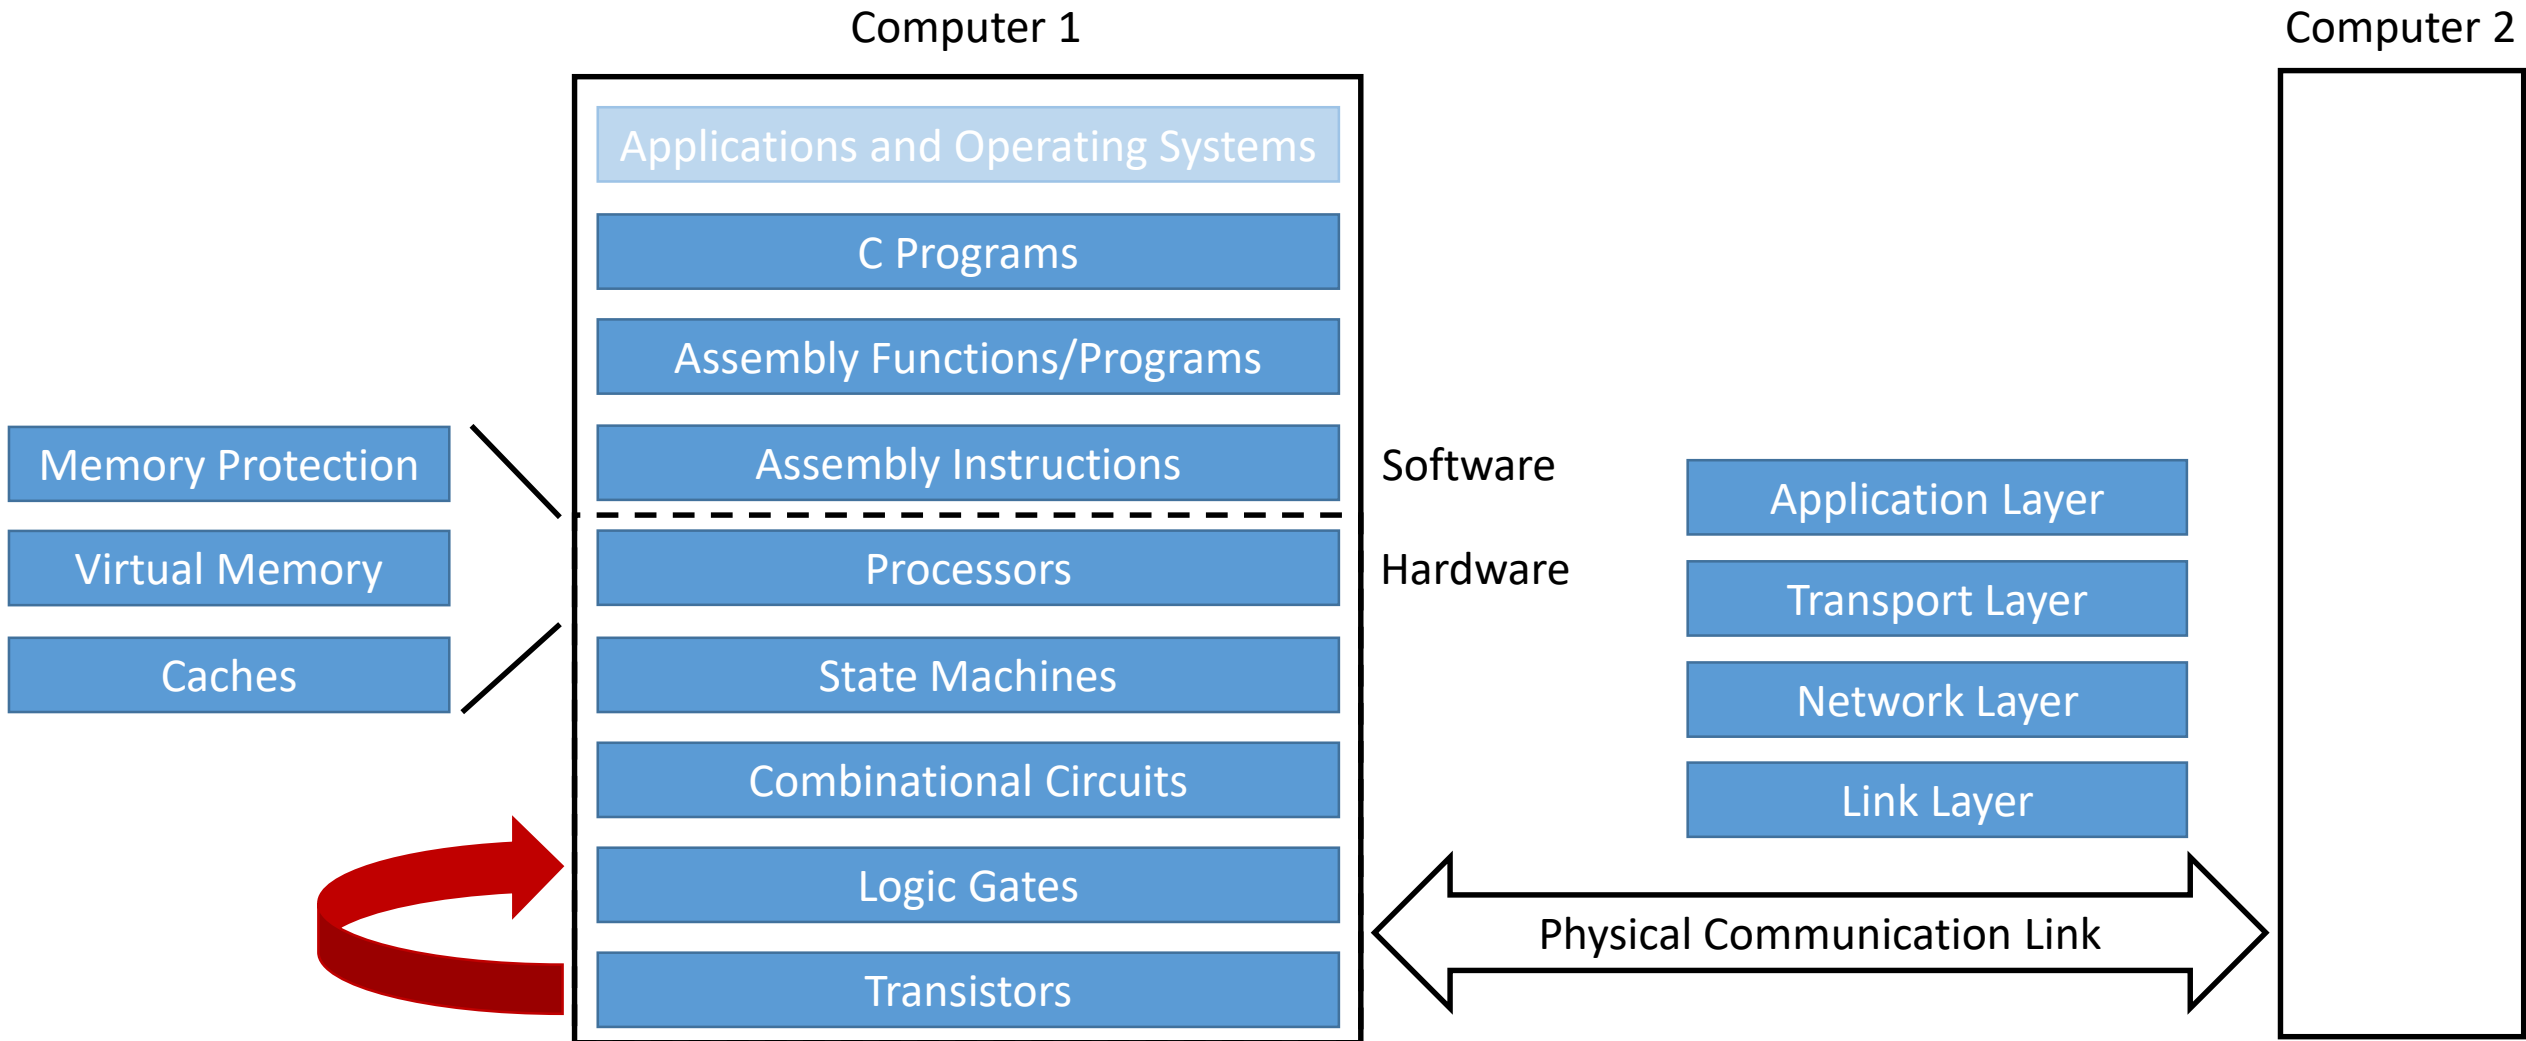 Computer 1
Computer 2
Applications and Operating Systems
C Programs
Assembly Functions/Programs
Assembly Instructions
Processors
State Machines
Combinational Circuits
Logic Gates
Transistors
Memory Protection
Virtual Memory
Caches
Software
Hardware
Application Layer
Transport Layer
Network Layer
Link Layer
Physical Communication Link